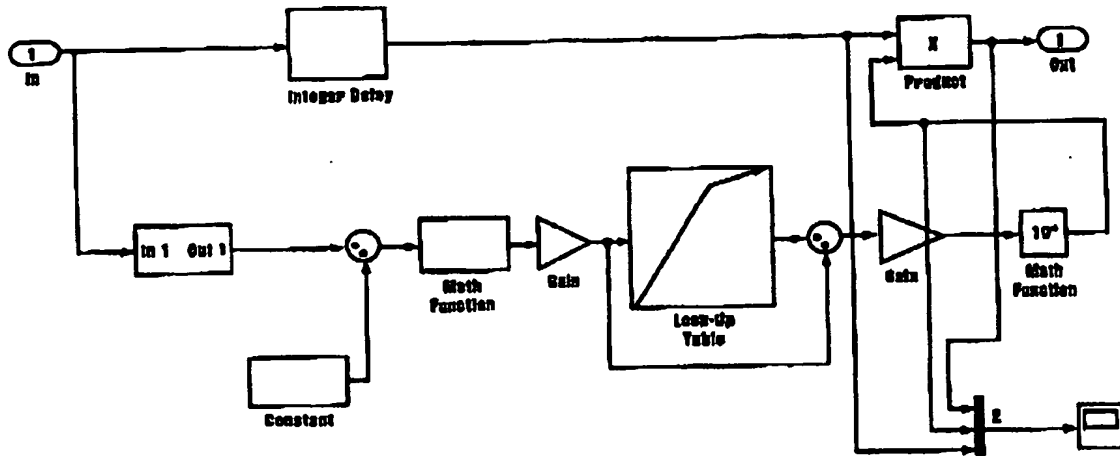 1
In
Integer Delay
X
Product
1
Out
In 1 Out 1
Math
Function
Gain
Look-Up
Table
Gain
10ᵘ
Math
Function
Constant